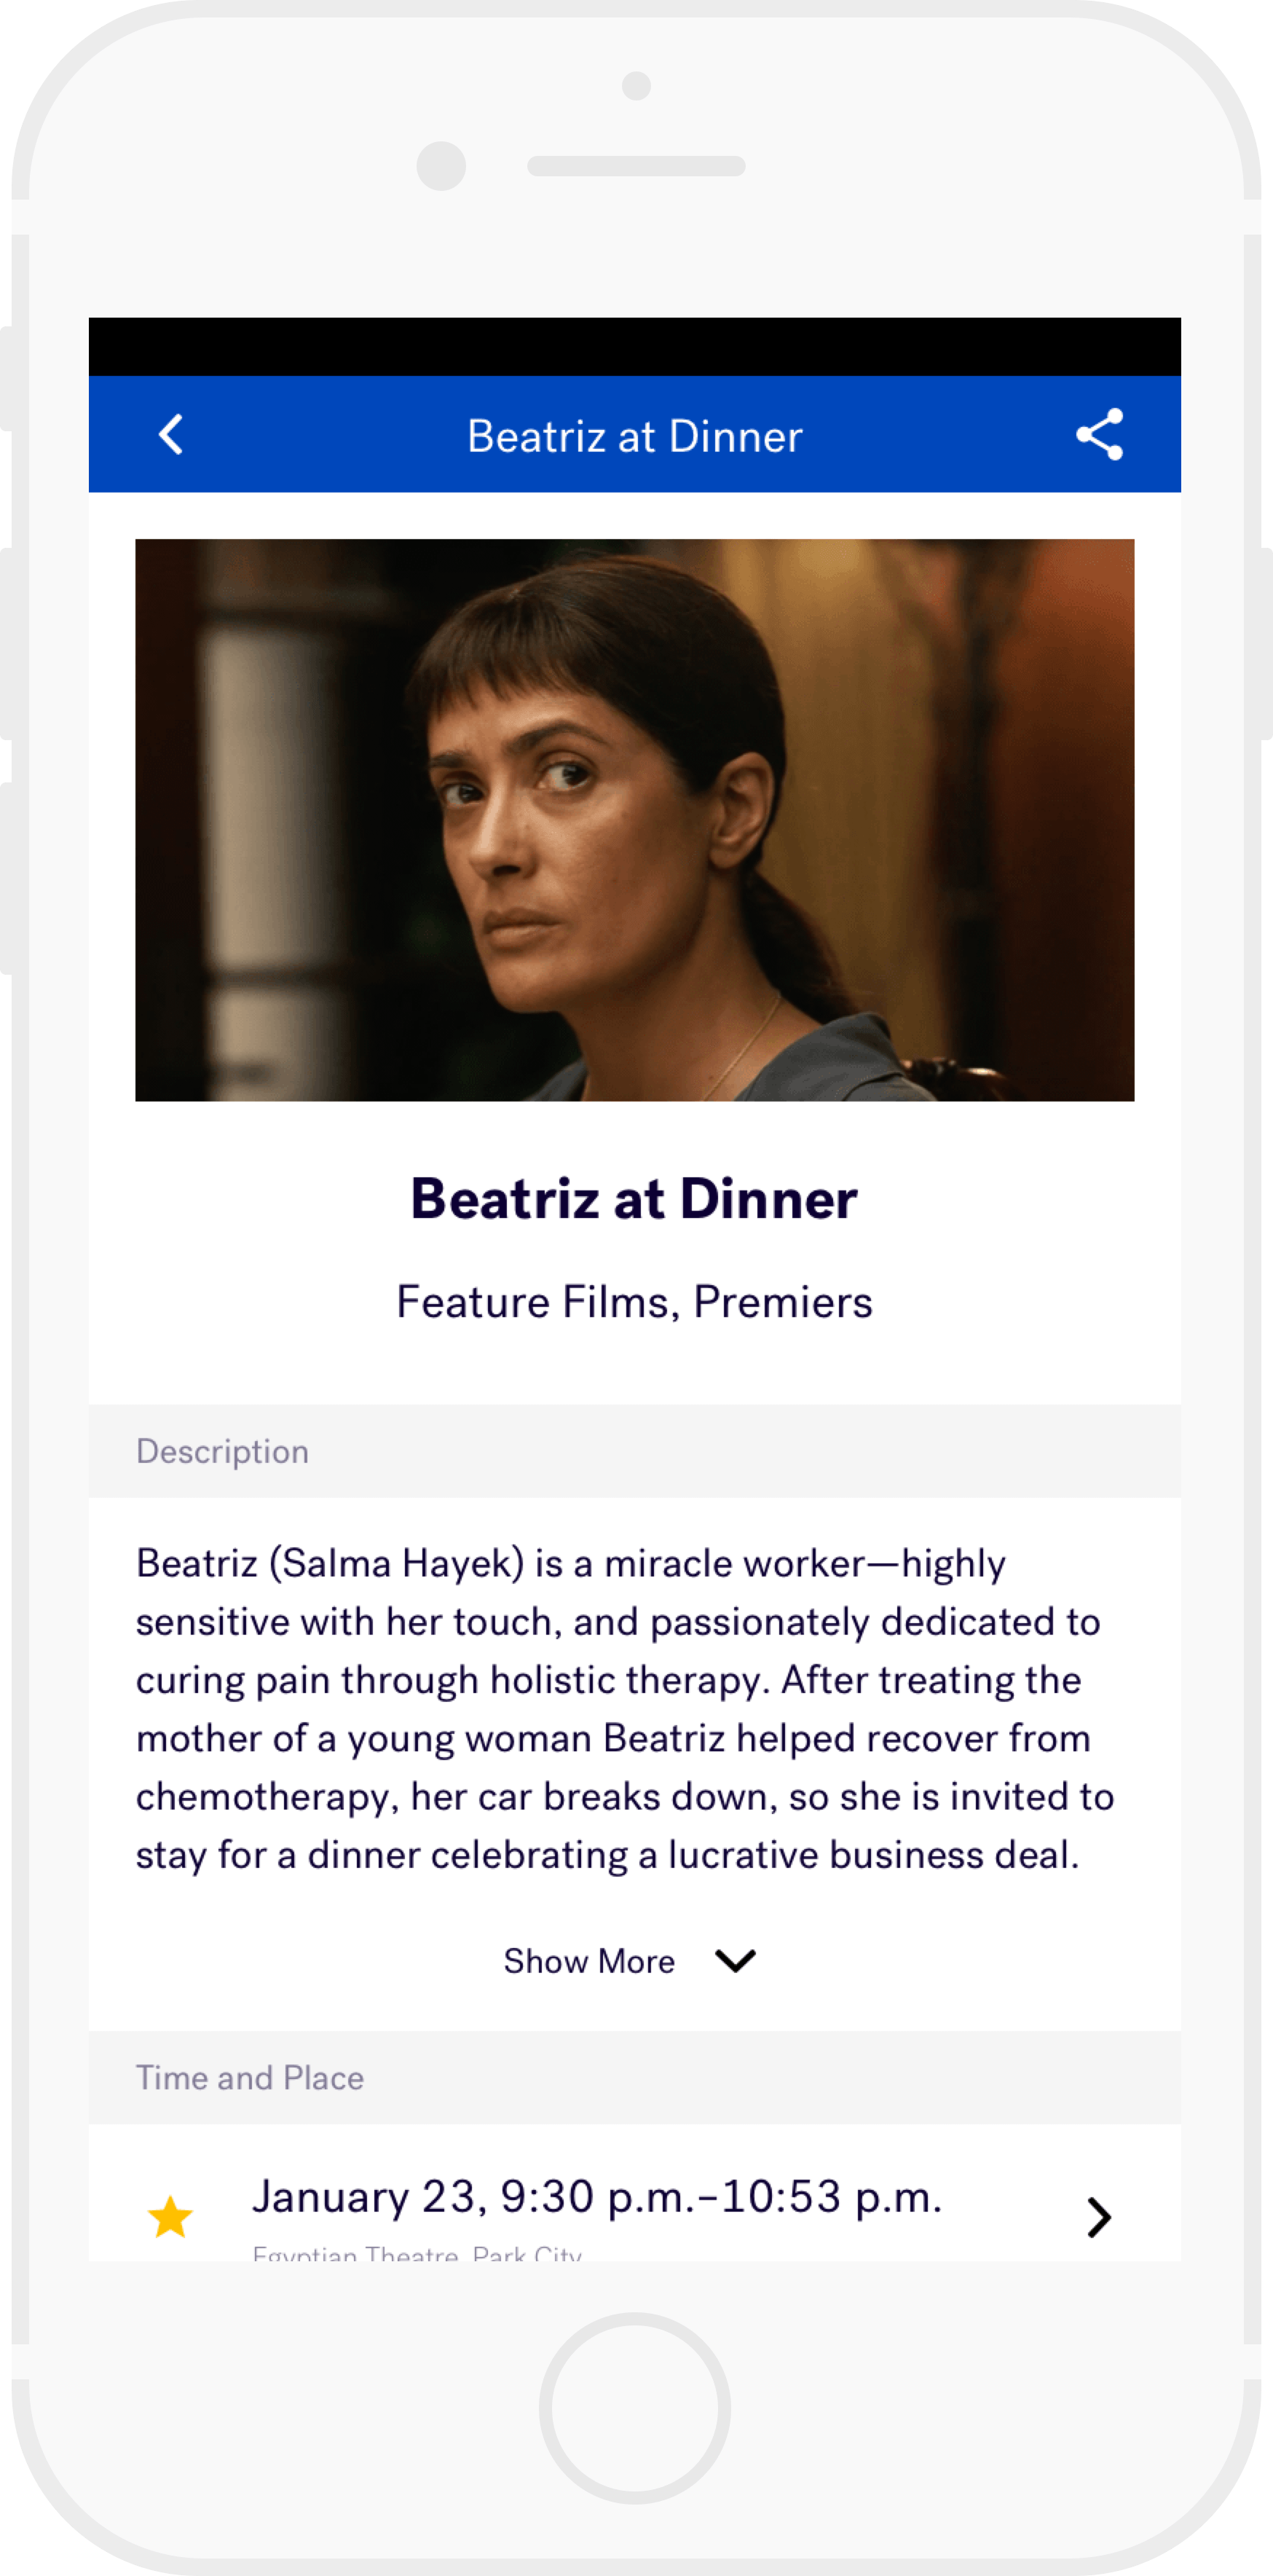 Beatriz at Dinner
Beatriz at Dinner
Feature Films, Premiers
Description
Beatriz (Salma Hayek) is a miracle worker—highly
sensitive with her touch, and passionately dedicated to
curing pain through holistic therapy. After treating the
mother of a young woman Beatriz helped recover from
chemotherapy, her car breaks down, so she is invited to
stay for a dinner celebrating a lucrative business deal.
Show More
Time and Place
January 23, 9:30 p.m.–10:53 p.m.
Egyptian Theatre, Park City